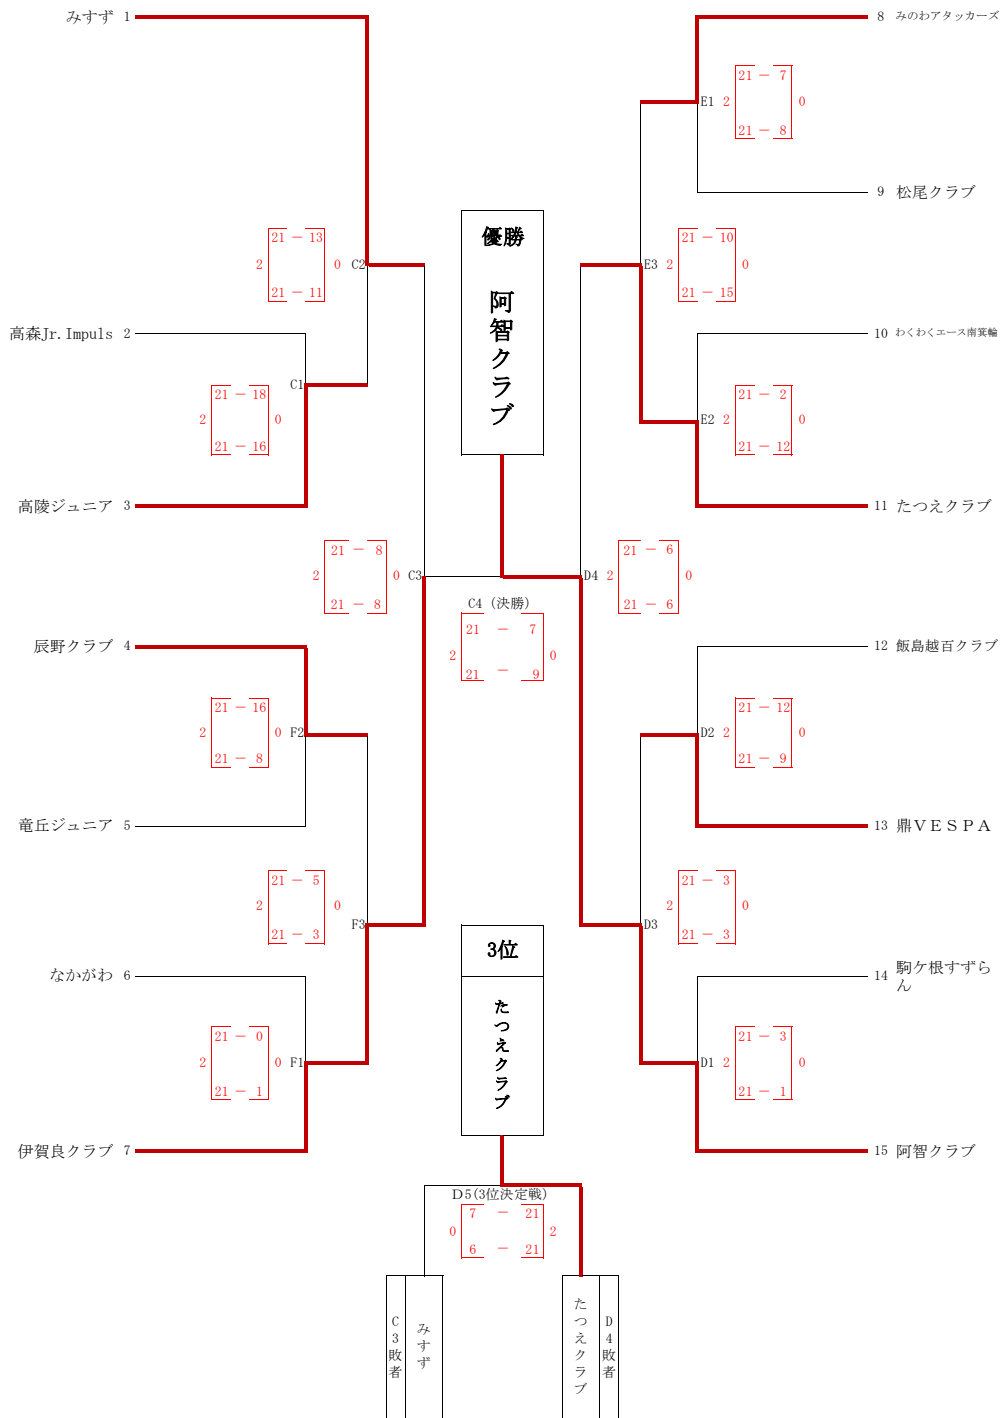 みすず 1
8 みのわアタッカーズ
21 － 7
E1 2 0
21 － 8
9 松尾クラブ
優勝
阿智クラブ
21 － 13
2 0 C2
21 － 11
21 － 10
E3 2 0
21 － 15
高森Jr.Impuls 2
10 わくわくエース南箕輪
C1
21 － 18
2 0
21 － 16
21 － 2
E2 2 0
21 － 12
高陵ジュニア 3
11 たつえクラブ
21 － 8
2 0 C3
21 － 8
D4 2 0
21 － 6
21 － 6
C4 (決勝)
21 － 7
2 0
21 － 9
辰野クラブ 4
12 飯島越百クラブ
21 － 16
2 0 F2
21 － 8
21 － 12
D2 2 0
21 － 9
竜丘ジュニア 5
13 鼎ＶＥＳＰＡ
21 － 5
2 0
F3
21 － 3
21 － 3
2 0
D3
21 － 3
3位
たつえクラブ
なかがわ 6
14 駒ケ根すずら
ん
21 － 0
2 0 F1
21 － 1
21 － 3
D1 2 0
21 － 1
伊賀良クラブ 7
15 阿智クラブ
Ｄ5(3位決定戦)
7 － 21
0 2
6 － 21
C3敗者
みすず
たつえクラブ
D4敗者